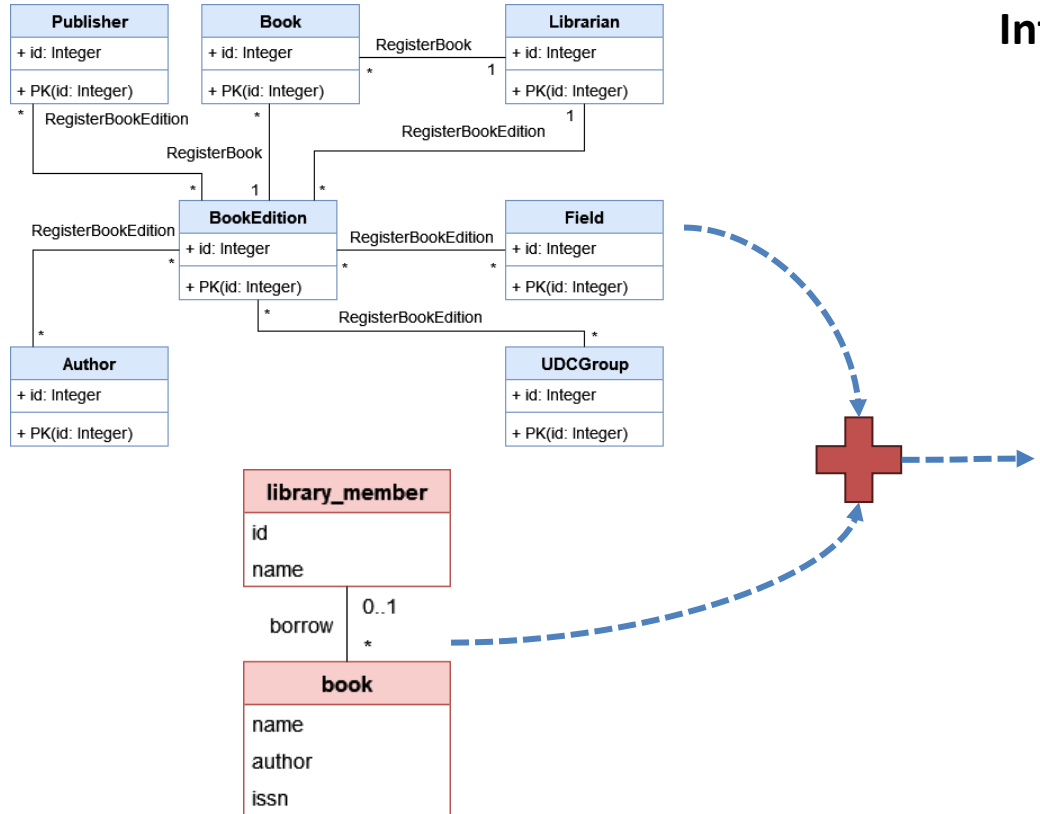 Publisher
+ id: Integer
+ PK(id: Integer)
Book
+ id: Integer
+ PK(id: Integer)
RegisterBook
*
1
Librarian
+ id: Integer
+ PK(id: Integer)
*
RegisterBookEdition
*
*
RegisterBook
1
1
RegisterBookEdition
*
BookEdition
+ id: Integer
+ PK(id: Integer)
RegisterBookEdition
*
*
Field
+ id: Integer
+ PK(id: Integer)
RegisterBookEdition
*
*
Author
+ id: Integer
+ PK(id: Integer)
*
RegisterBookEdition
*
UDCGroup
+ id: Integer
+ PK(id: Integer)
library_member
id
name
0..1
borrow
*
book
name
author
issn